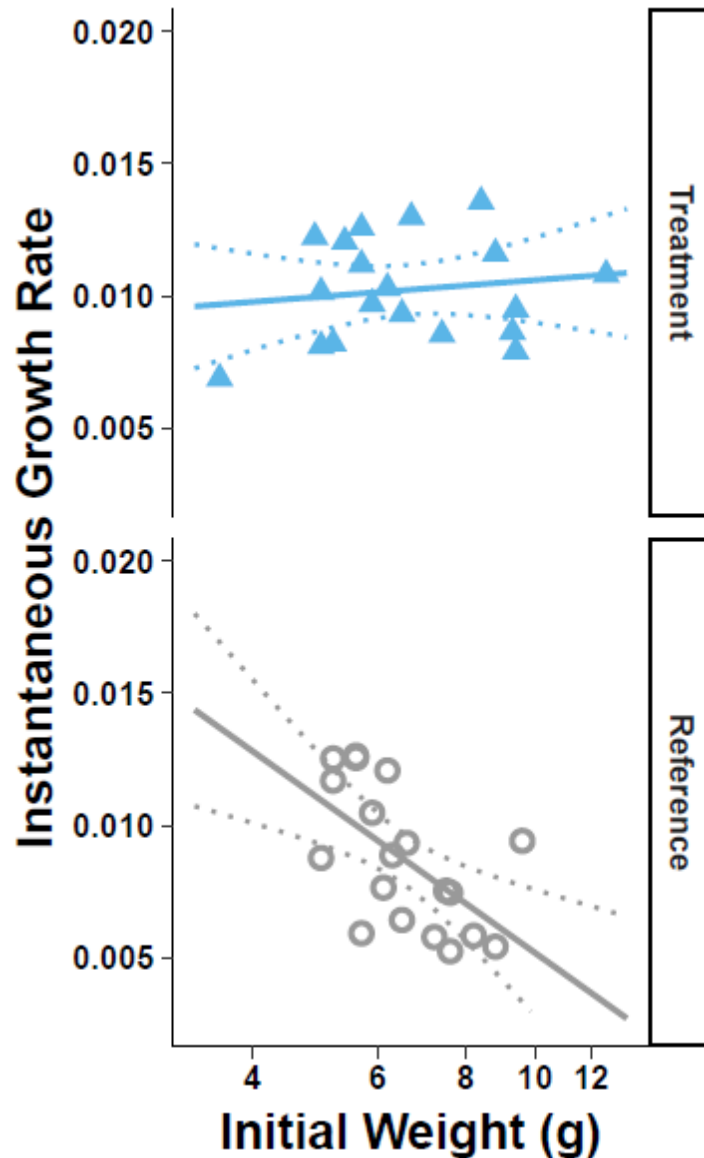 Instantaneous Growth Rate
0.020
0.015
0.010
0.005
Treatment
0.020
0.015
0.010
0.005
Reference
4 6 8 10 12
Initial Weight (g)